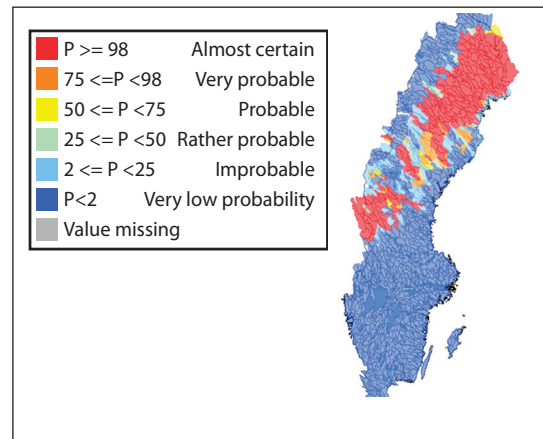 P >= 98 Almost certain
75 <=P <98 Very probable
50 <= P <75 Probable
25 <= P <50 Rather probable
2 <= P <25 Improbable
P<2 Very low probability
Value missing